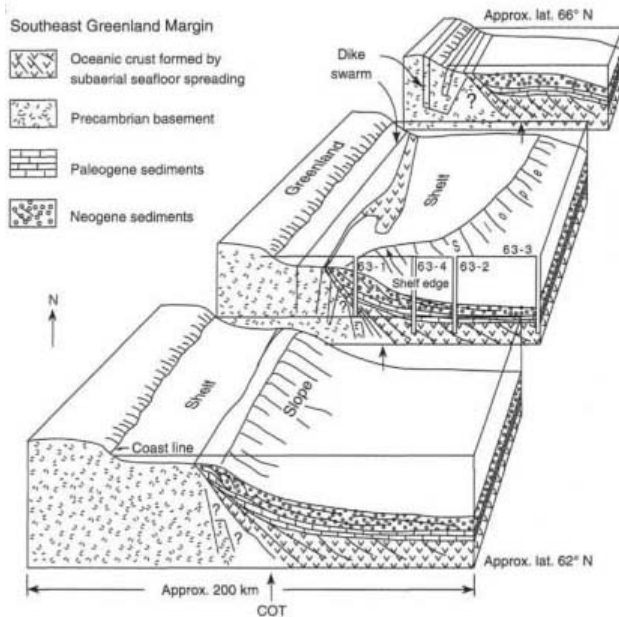 Southeast Greenland Margin
Oceanic crust formed by
subaerial seafloor spreading
Precambrian basement
Paleogene sediments
Neogene sediments
Approx. lat. 66° N
Dike
swarm
?
Greenland
Shelf
Slope
63-3
63-1
63-4
63-2
Shelf edge
?
N
Shelf
Slope
Coast line
?
?
Approx. lat. 62° N
Approx. 200 km
COT